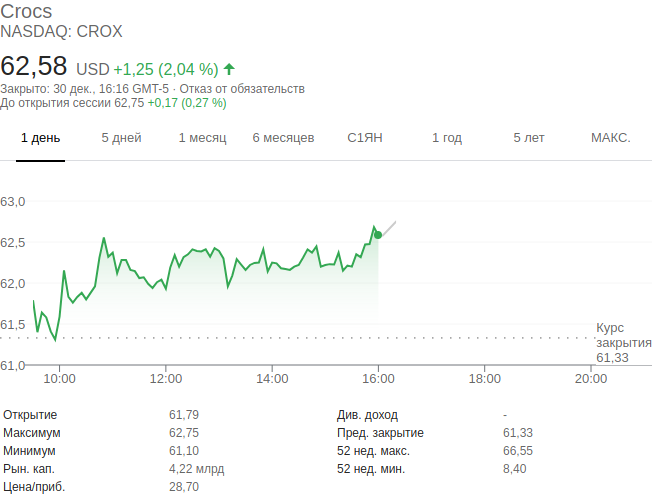 Crocs
NASDAQ: CROX
62,58 USD +1,25 (2,04 %)
Закрыто: 30 дек., 16:16 GMT-5 · Отказ от обязательств
До открытия сессии 62,75 +0,17 (0,27 %)
1 день 5 дней 1 месяц 6 месяцев С1ЯН 1 год 5 лет МАКС.
63,0
62,5
62,0
61,5
61,0
Курс
закрытия
61,33
10:00 12:00 14:00 16:00 18:00 20:00
Открытие 61,79 Див. доход -
Максимум 62,75 Пред. закрытие 61,33
Минимум 61,10 52 нед. макс. 66,55
Рын. кап. 4,22 млрд 52 нед. мин. 8,40
Цена/приб. 28,70